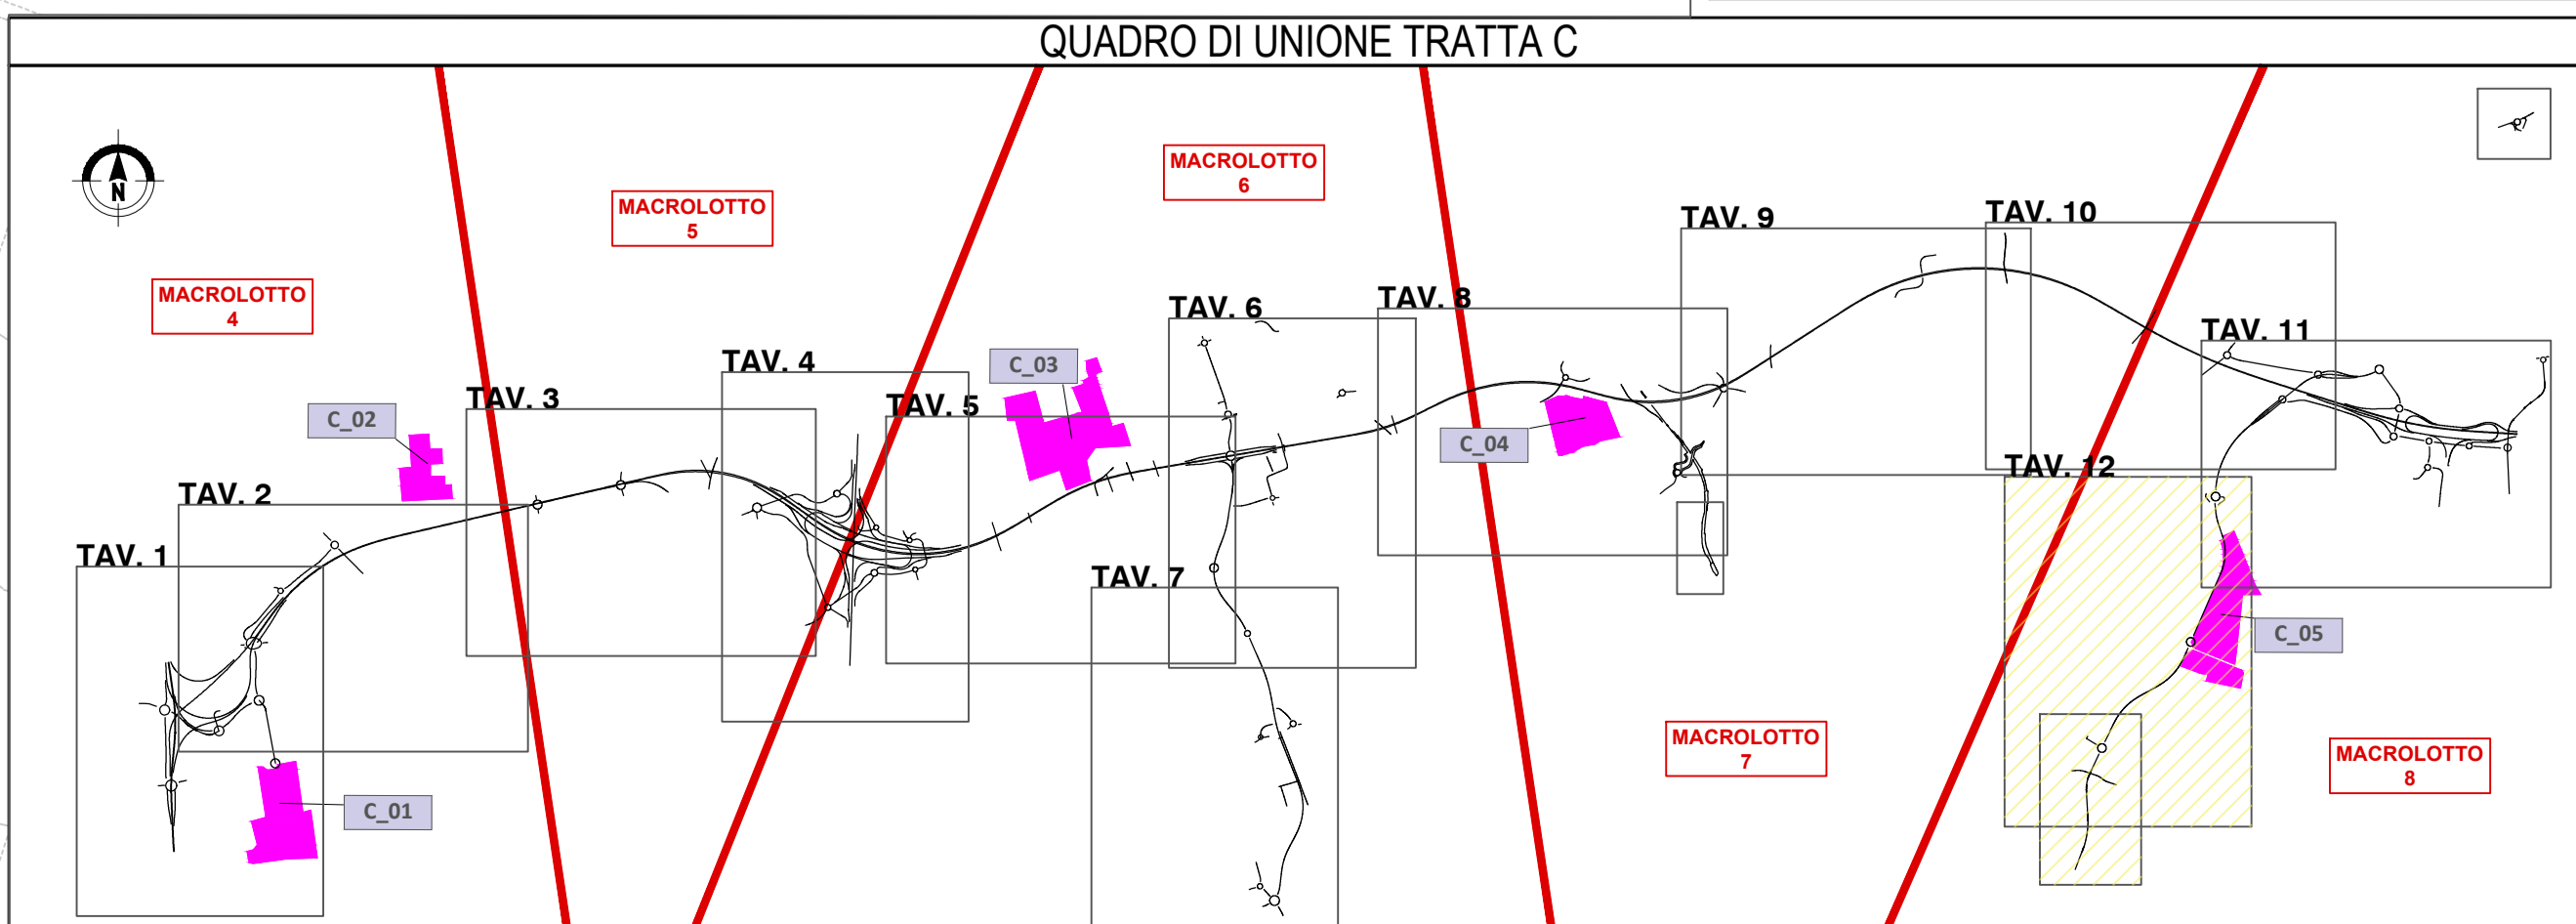 QUADRO DI UNIONE TRATTA C
N
MACROLOTTO
4
MACROLOTTO
5
MACROLOTTO
6
MACROLOTTO
7
MACROLOTTO
8
TAV. 1
TAV. 2
TAV. 3
TAV. 4
TAV. 5
TAV. 6
TAV. 7
TAV. 8
TAV. 9
TAV. 10
TAV. 11
TAV. 12
C_01
C_02
C_03
C_04
C_05